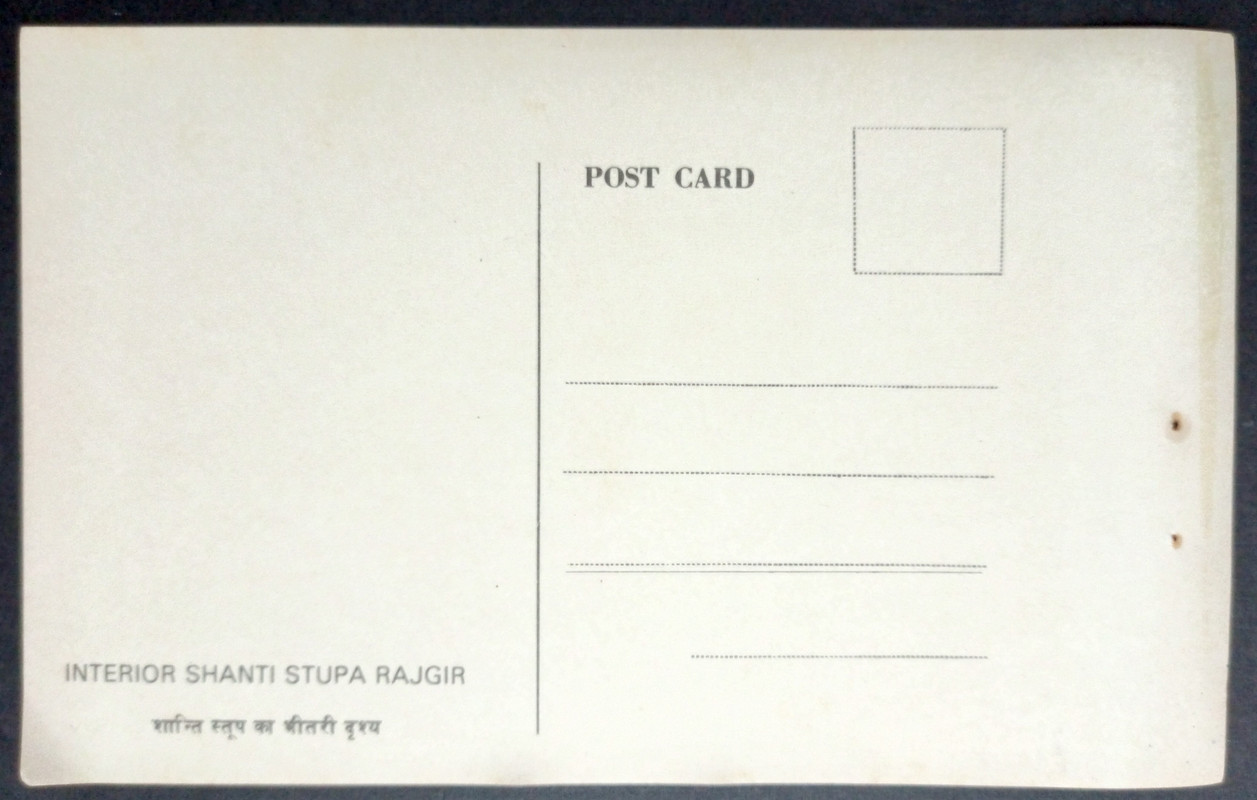 POST CARD
INTERIOR SHANTI STUPA RAJGIR
शान्ति स्तूप का भीतरी दृश्य